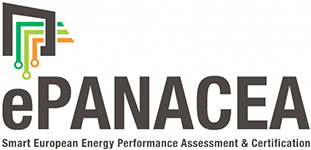 ePANACEA
Smart European Energy Performance Assessment & Certification